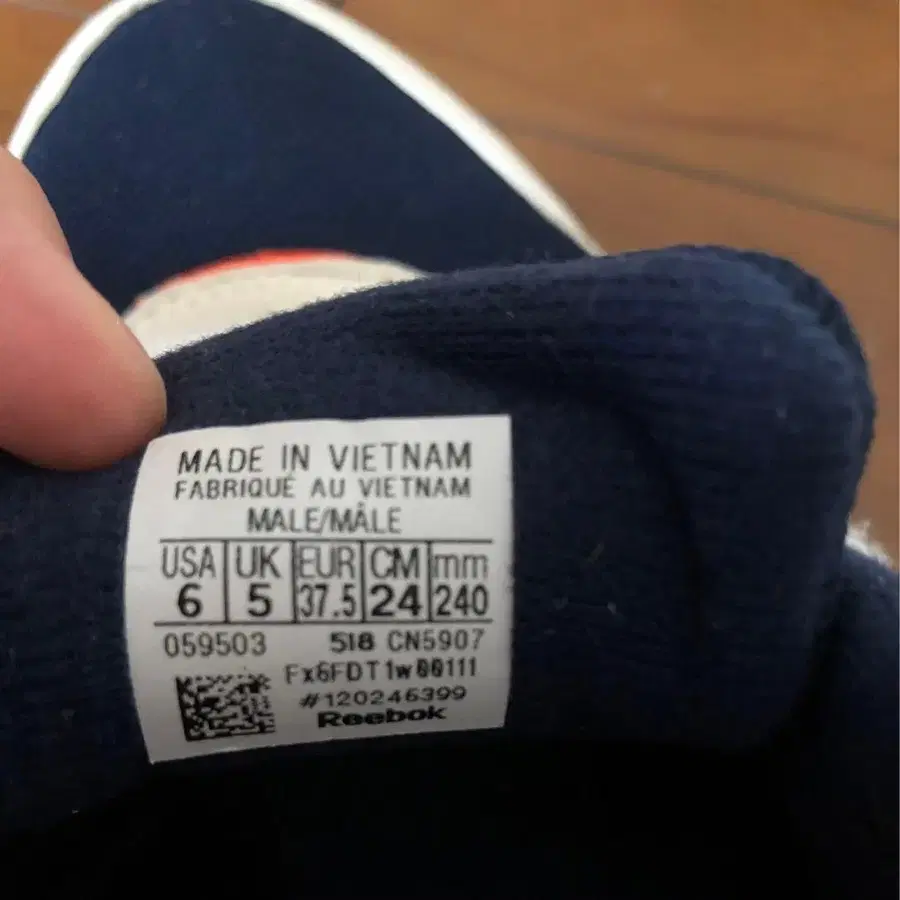 MADE IN VIETNAM
FABRIQUÉ AU VIETNAM
MALE/MÂLE
USA UK EUR CM mm
6 5 37.5 24 240
059503 518 CN5907
Fx6FDT1w00111
#120246399
Reebok